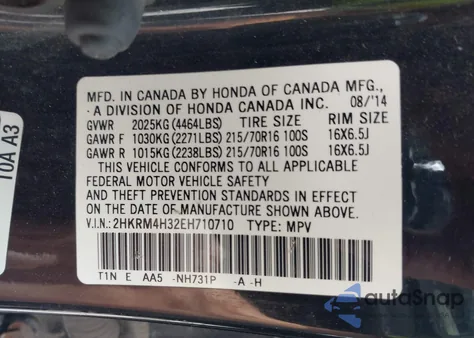 MFD. IN CANADA BY HONDA OF CANADA MFG.,
A DIVISION OF HONDA CANADA INC. 08/'14
GVWR 2025KG (4464LBS) TIRE SIZE RIM SIZE
GAWR F 1030KG (2271LBS) 215/70R16 100S 16X6.5J
GAWR R 1015KG (2238LBS) 215/70R16 100S 16X6.5J
THIS VEHICLE CONFORMS TO ALL APPLICABLE
FEDERAL MOTOR VEHICLE SAFETY
AND THEFT PREVENTION STANDARDS IN EFFECT
ON THE DATE OF MANUFACTURE SHOWN ABOVE.
V.I.N.: 2HKRM4H32EH710710 TYPE: MPV
T1N E AA5 -NH731P -A -H
10A A3
autoSnap